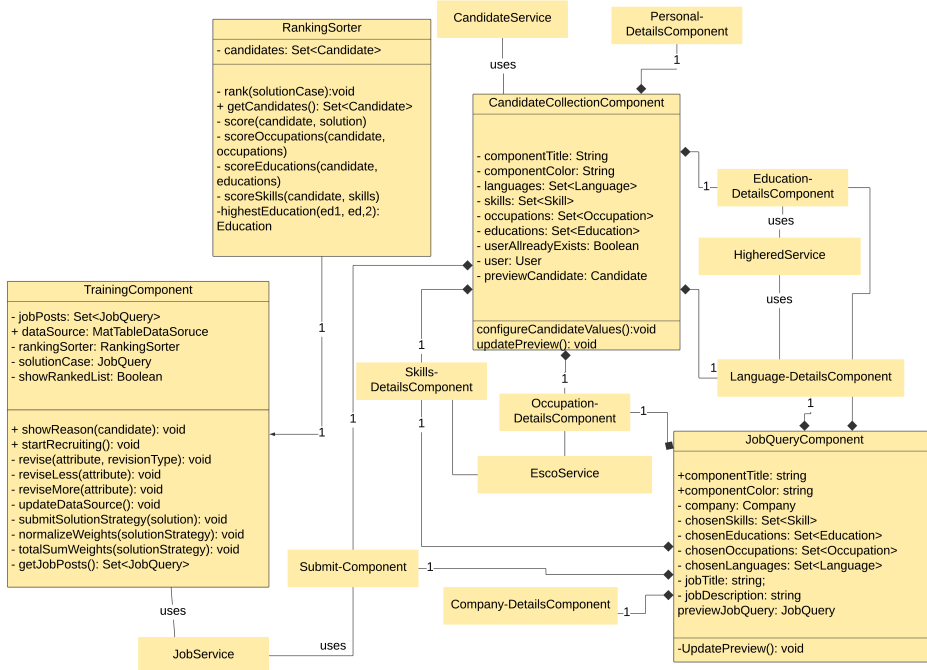 RankingSorter
- candidates: Set<Candidate>
- rank(solutionCase):void
+ getCandidates(): Set<Candidate>
- score(candidate, solution)
- scoreOccupations(candidate,
occupations)
- scoreEducations(candidate,
educations)
- scoreSkills(candidate, skills)
-highestEducation(ed1, ed,2):
Education
CandidateService
uses
Personal-
DetailsComponent
1
CandidateCollectionComponent
- componentTitle: String
- componentColor: String
- languages: Set<Language>
- skills: Set<Skill>
- occupations: Set<Occupation>
- educations: Set<Education>
- userAllreadyExists: Boolean
- user: User
- previewCandidate: Candidate
configureCandidateValues():void
updatePreview(): void
1
Education-
DetailsComponent
uses
HigheredService
uses
1
Language-DetailsComponent
1
TrainingComponent
- jobPosts: Set<JobQuery>
+ dataSource: MatTableDataSoruce
- rankingSorter: RankingSorter
- solutionCase: JobQuery
- showRankedList: Boolean
+ showReason(candidate): void
+ startRecruiting(): void
- revise(attribute, revisionType): void
- reviseLess(attribute): void
- reviseMore(attribute): void
- updateDataSource(): void
- submitSolutionStrategy(solution): void
- normalizeWeights(solutionStrategy): void
- totalSumWeights(solutionStrategy): void
- getJobPosts(): Set<JobQuery>
1
1
1
Skills-
DetailsComponent
1
1
1
Occupation-
DetailsComponent
1
EscoService
JobQueryComponent
+componentTitle: string
+componentColor: string
- company: Company
- chosenSkills: Set<Skill>
- chosenEducations: Set<Education>
- chosenOccupations: Set<Occupation>
- chosenLanguages: Set<Language>
- jobTitle: string;
- jobDescription: string
previewJobQuery: JobQuery
-UpdatePreview(): void
Submit-Component
1
Company-DetailsComponent
1
uses
JobService
uses